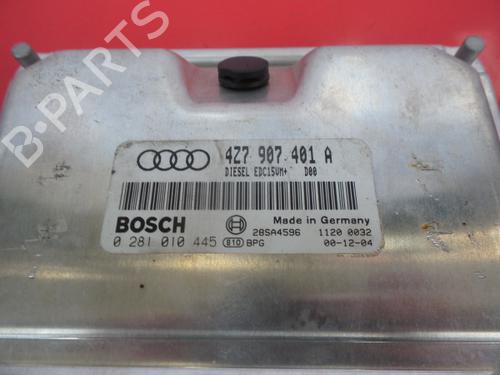 4Z7 907 401 A
DIESEL EDC15VM+ D00
BOSCH
Made in Germany
0 281 010 445
810 BPG
28SA4596
1120 0032
00-12-04
B-PARTS